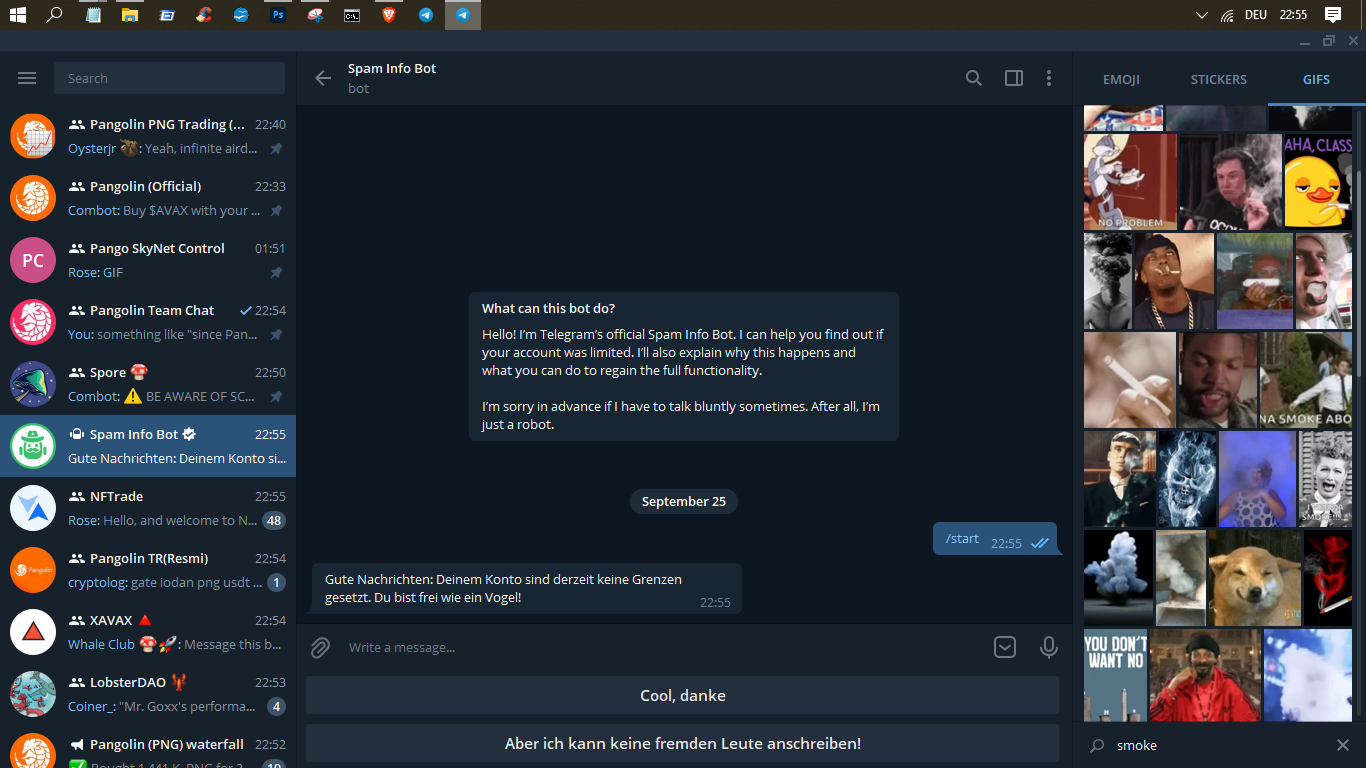 DEU 22:55
Search
Pangolin PNG Trading (... 22:40
Oysterjr 🦥: Yeah, infinite aird...
Pangolin (Official) 22:33
Combot: Buy $AVAX with your ...
PC
Pango SkyNet Control 01:51
Rose: GIF
Pangolin Team Chat 22:54
You: something like "since Pan...
Spore 🍄 22:50
Combot: ⚠️ BE AWARE OF SC...
Spam Info Bot 22:55
Gute Nachrichten: Deinem Konto si...
NFTrade 22:55
Rose: Hello, and welcome to N... 48
Pangolin TR(Resmi) 22:54
Pangolin
cryptolog: gate iodan png usdt ... 1
XAVAX 🔺 22:54
Whale Club 🍄🚀: Message this b...
LobsterDAO 🦞 22:53
Coiner_: "Mr. Goxx's performa... 4
Pangolin (PNG) waterfall 22:52
Spam Info Bot
bot
What can this bot do?
Hello! I'm Telegram's official Spam Info Bot. I can help you find out if
your account was limited. I'll also explain why this happens and
what you can do to regain the full functionality.
I'm sorry in advance if I have to talk bluntly sometimes. After all, I'm
just a robot.
September 25
/start 22:55
Gute Nachrichten: Deinem Konto sind derzeit keine Grenzen
gesetzt. Du bist frei wie ein Vogel!
22:55
Write a message...
Cool, danke
Aber ich kann keine fremden Leute anschreiben!
EMOJI STICKERS GIFS
AHA, CLASS
NO PROBLEM
NA SMOKE ABO
YOU DON'T
WANT NO
smoke